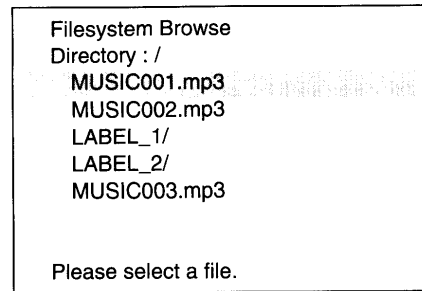 Filesystem Browse
Directory : /
MUSIC001.mp3
MUSIC002.mp3
LABEL_1/
LABEL_2/
MUSIC003.mp3
Please select a file.